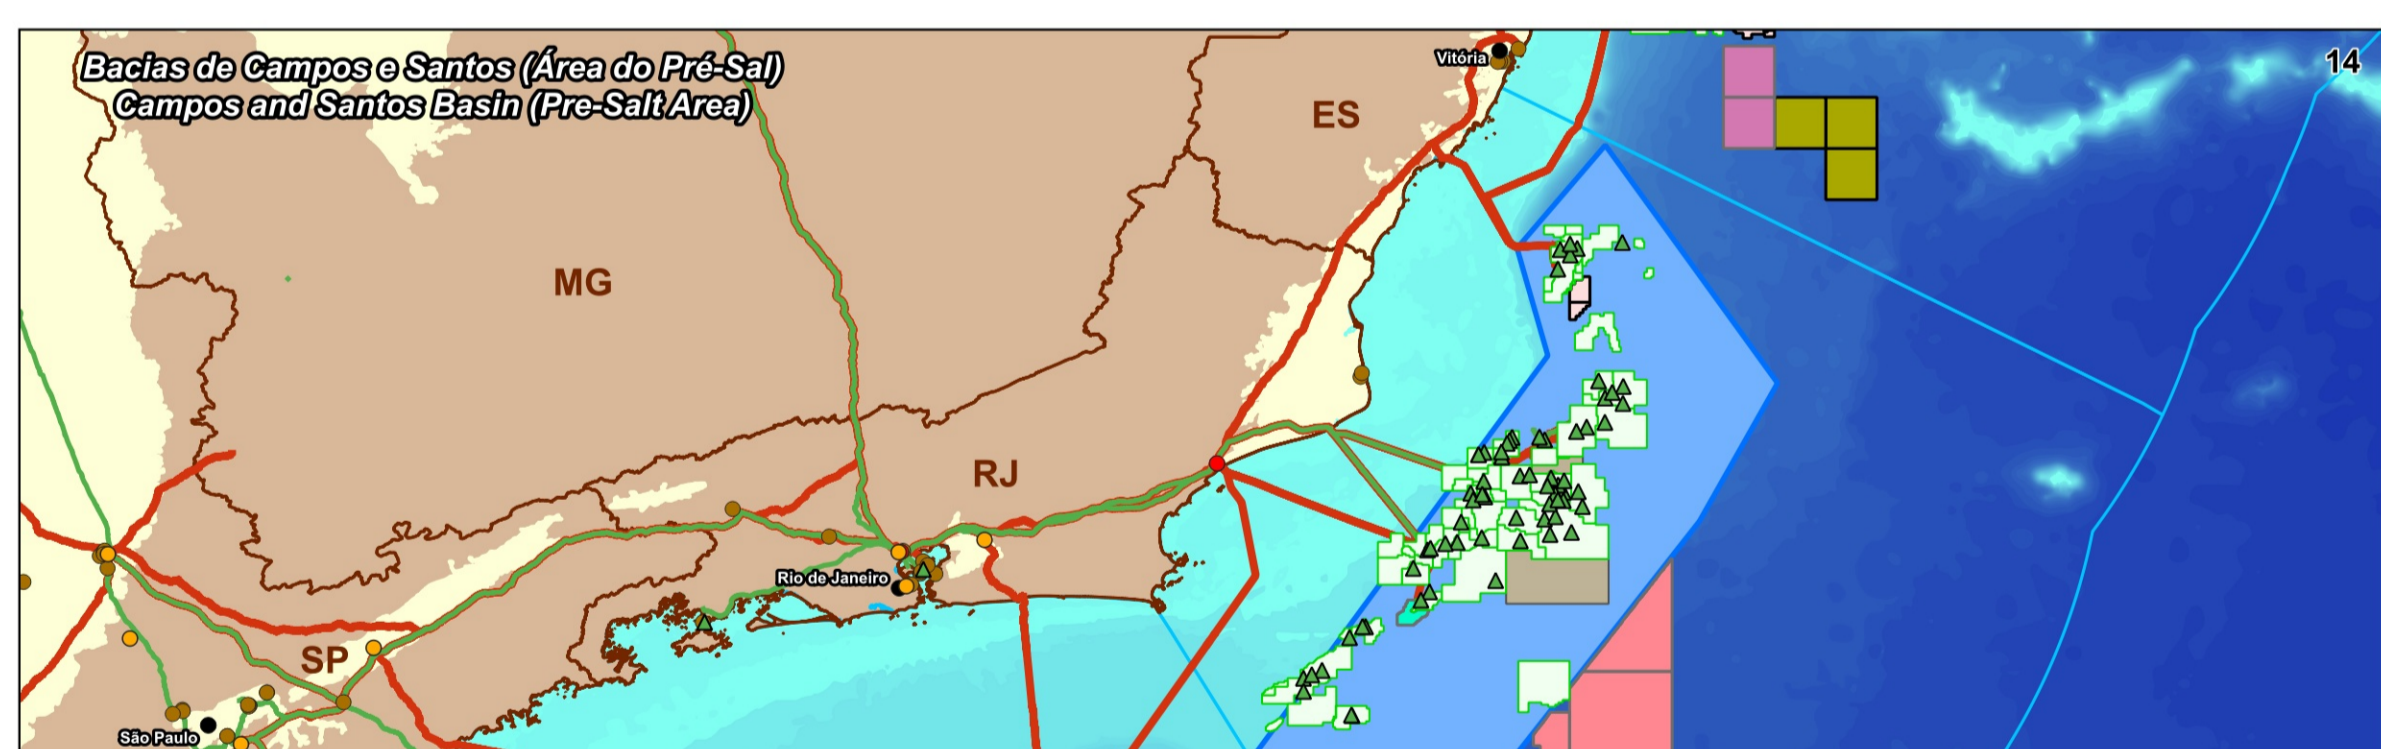 Bacias de Campos e Santos (Área do Pré-Sal)
Campos and Santos Basin (Pre-Salt Area)
Vitória
14
ES
MG
RJ
Rio de Janeiro
SP
São Paulo